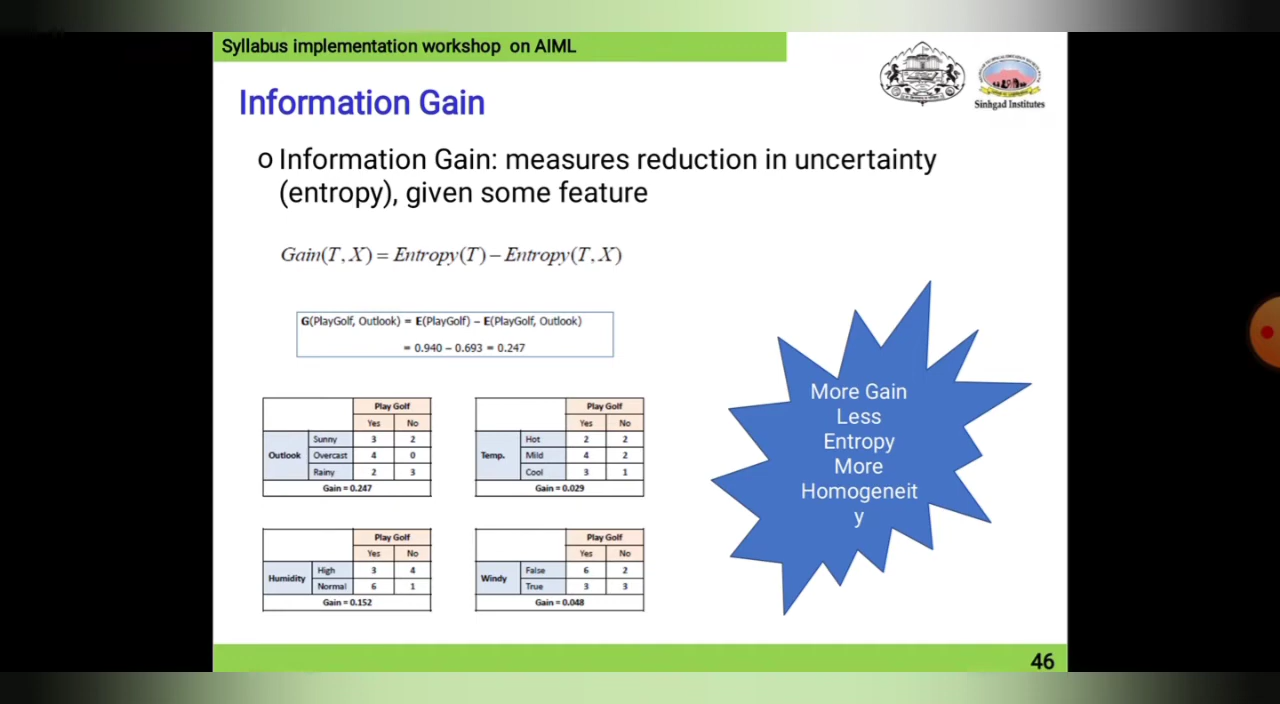 Syllabus implementation workshop on AIML
Sinhgad Institutes
Information Gain
o Information Gain: measures reduction in uncertainty
(entropy), given some feature
Gain(T, X) = Entropy(T) – Entropy(T, X)
G(PlayGolf, Outlook) = E(PlayGolf) – E(PlayGolf, Outlook)
= 0.940 – 0.693 = 0.247
Play Golf
Yes No
Outlook
Sunny 3 2
Overcast 4 0
Rainy 2 3
Gain = 0.247
Play Golf
Yes No
Temp.
Hot 2 2
Mild 4 2
Cool 3 1
Gain = 0.029
Play Golf
Yes No
Humidity
High 3 4
Normal 6 1
Gain = 0.152
Play Golf
Yes No
Windy
False 6 2
True 3 3
Gain = 0.048
More Gain
Less
Entropy
More
Homogeneit
y
46